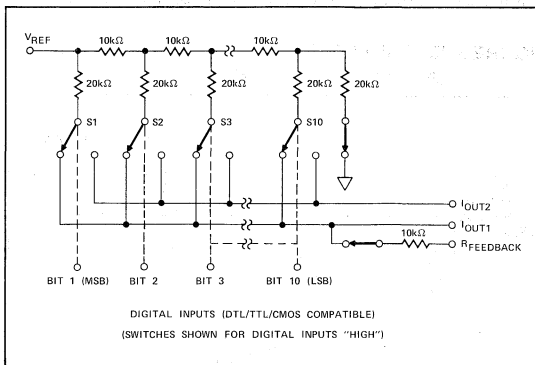 VREF
10kΩ 10kΩ 10kΩ
20kΩ 20kΩ 20kΩ 20kΩ 20kΩ
S1 S2 S3 S10
IOUT2
IOUT1
10kΩ
RFEEDBACK
BIT 1 (MSB) BIT 2 BIT 3 BIT 10 (LSB)
DIGITAL INPUTS (DTL/TTL/CMOS COMPATIBLE)
(SWITCHES SHOWN FOR DIGITAL INPUTS "HIGH")